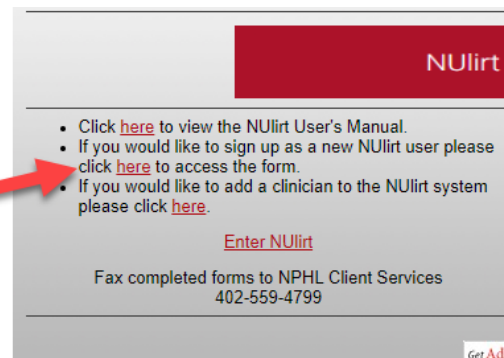 NUlirt
• Click here to view the NUlirt User's Manual.
• If you would like to sign up as a new NUlirt user please
click here to access the form.
• If you would like to add a clinician to the NUlirt system
please click here.
Enter NUlirt
Fax completed forms to NPHL Client Services
402-559-4799
Get Ad